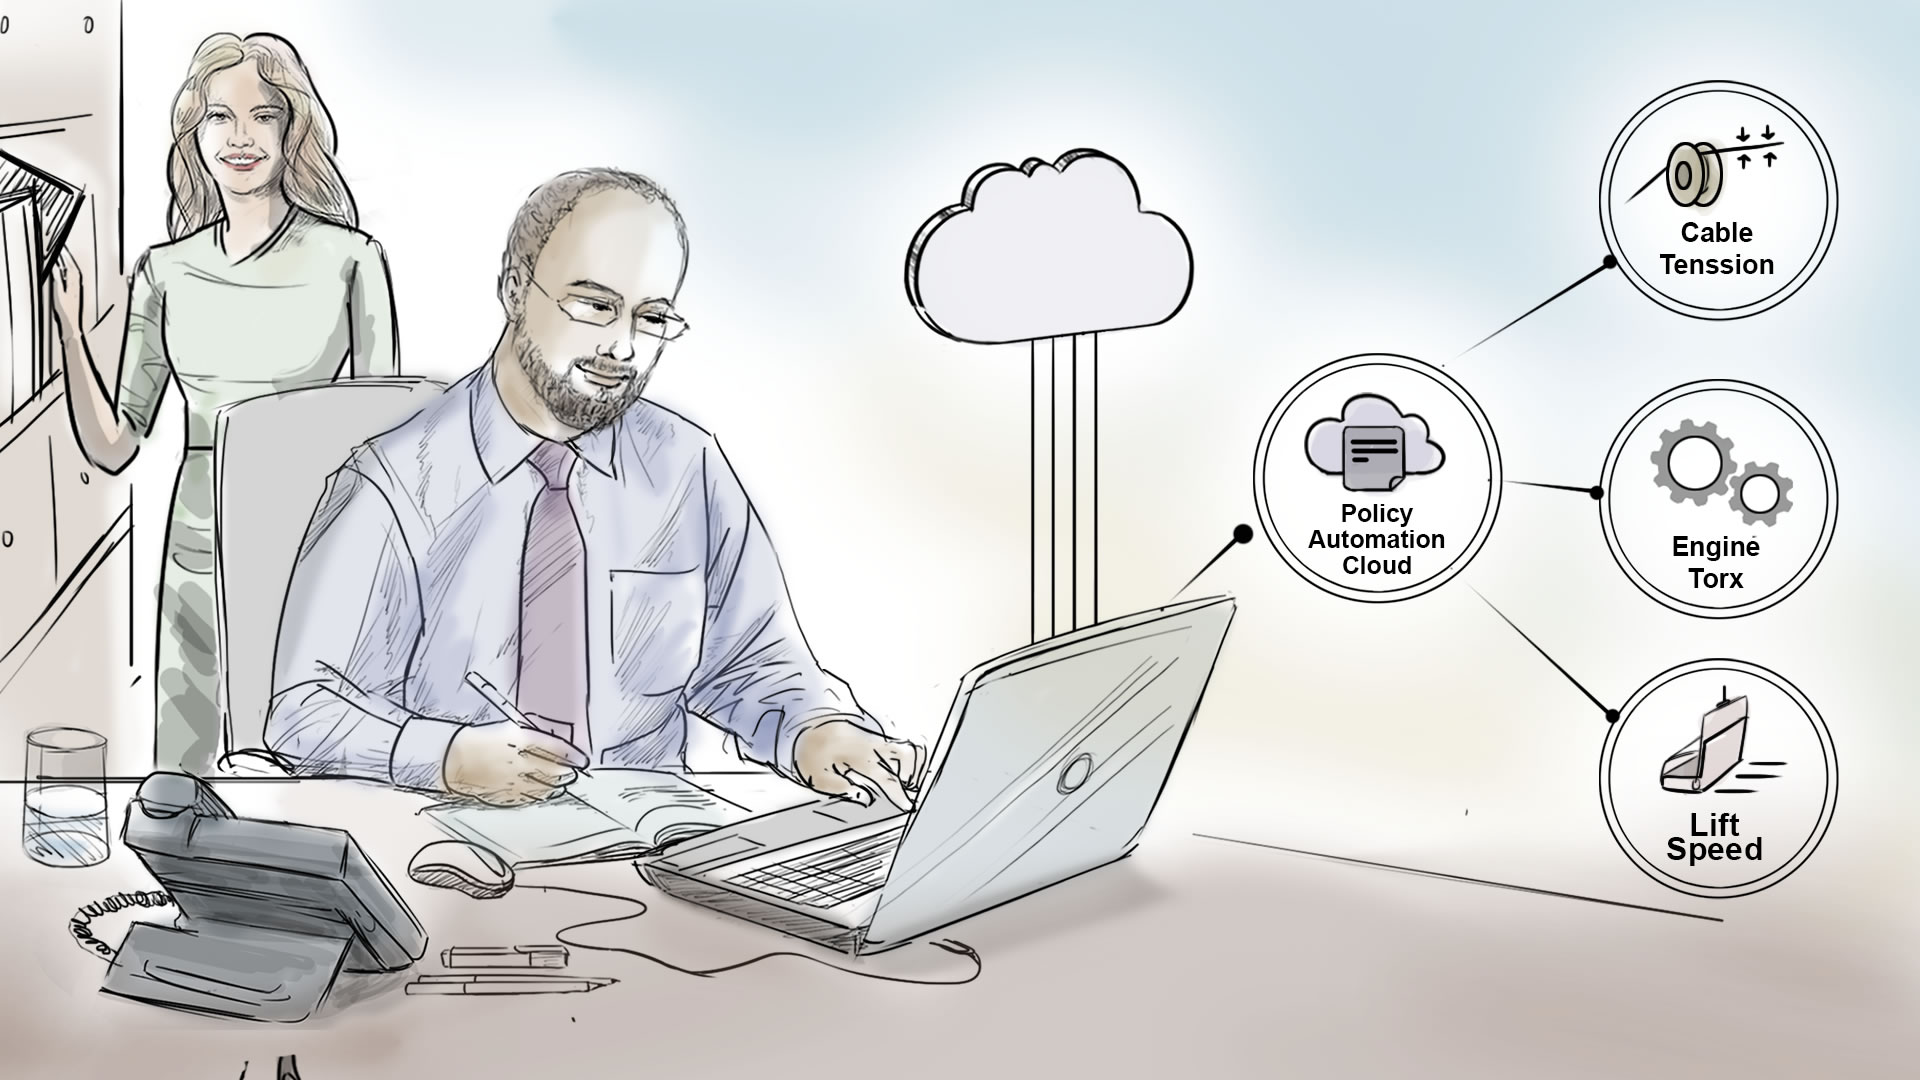 Cable
Tenssion
Policy
Automation
Cloud
Engine
Torx
Lift
Speed